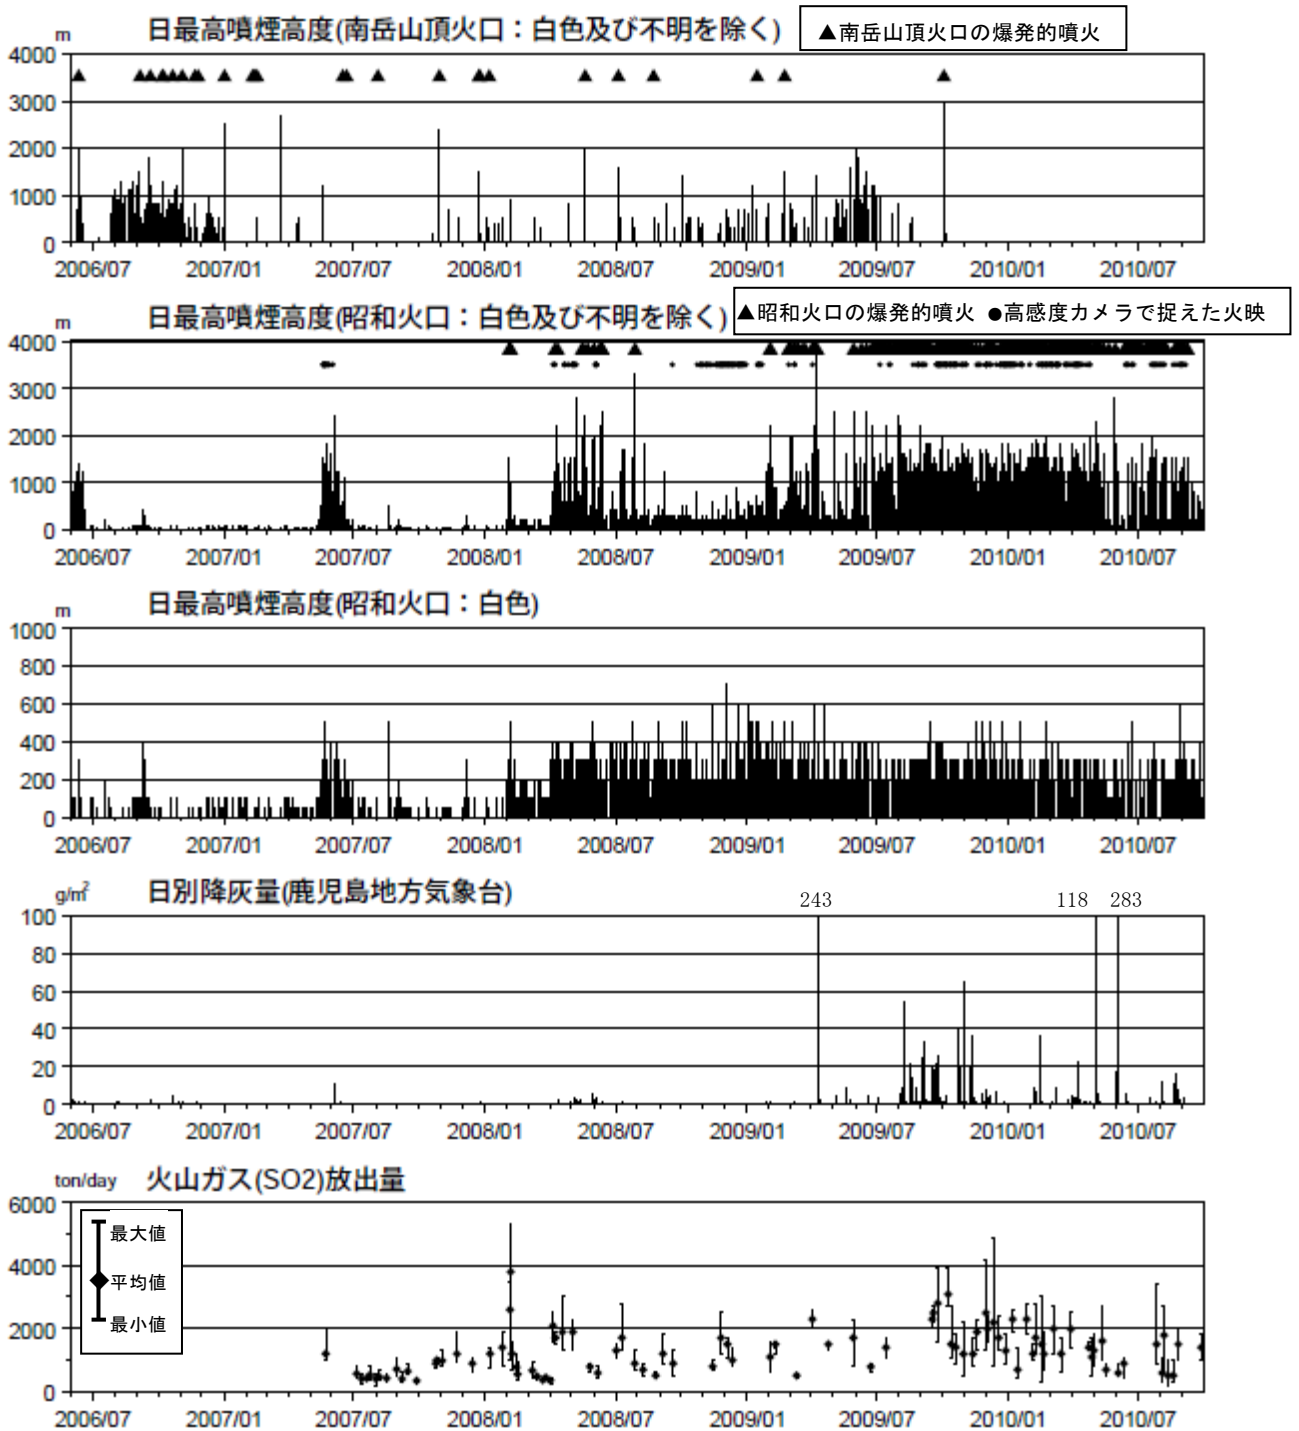 m 日最高噴煙高度(南岳山頂火口：白色及び不明を除く) ▲南岳山頂火口の爆発的噴火
4000
3000
2000
1000
0
2006/07 2007/01 2007/07 2008/01 2008/07 2009/01 2009/07 2010/01 2010/07
m 日最高噴煙高度(昭和火口：白色及び不明を除く) ▲昭和火口の爆発的噴火 ●高感度カメラで捉えた火映
4000
3000
2000
1000
0
2006/07 2007/01 2007/07 2008/01 2008/07 2009/01 2009/07 2010/01 2010/07
m 日最高噴煙高度(昭和火口：白色)
1000
800
600
400
200
0
2006/07 2007/01 2007/07 2008/01 2008/07 2009/01 2009/07 2010/01 2010/07
g/㎡ 日別降灰量(鹿児島地方気象台)
243 118 283
100
80
60
40
20
0
2006/07 2007/01 2007/07 2008/01 2008/07 2009/01 2009/07 2010/01 2010/07
ton/day 火山ガス(SO2)放出量
6000
最大値
4000
平均値
最小値
2000
0
2006/07 2007/01 2007/07 2008/01 2008/07 2009/01 2009/07 2010/01 2010/07